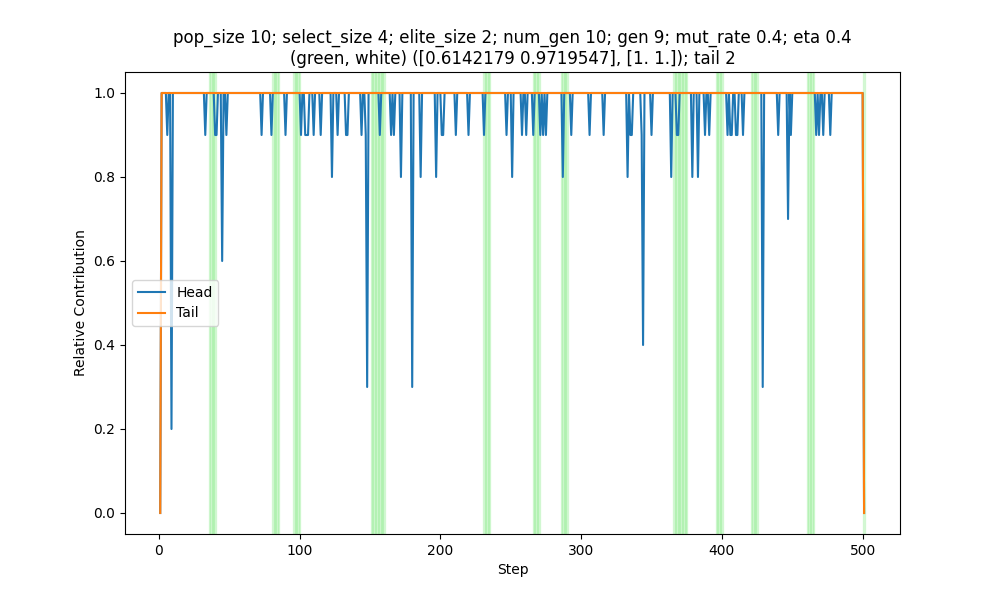 pop_size 10; select_size 4; elite_size 2; num_gen 10; gen 9; mut_rate 0.4; eta 0.4
(green, white) ([0.6142179 0.9719547], [1. 1.]); tail 2
1.0
0.8
0.6
0.4
0.2
0.0
Relative Contribution
Head
Tail
0
100
200
300
400
500
Step